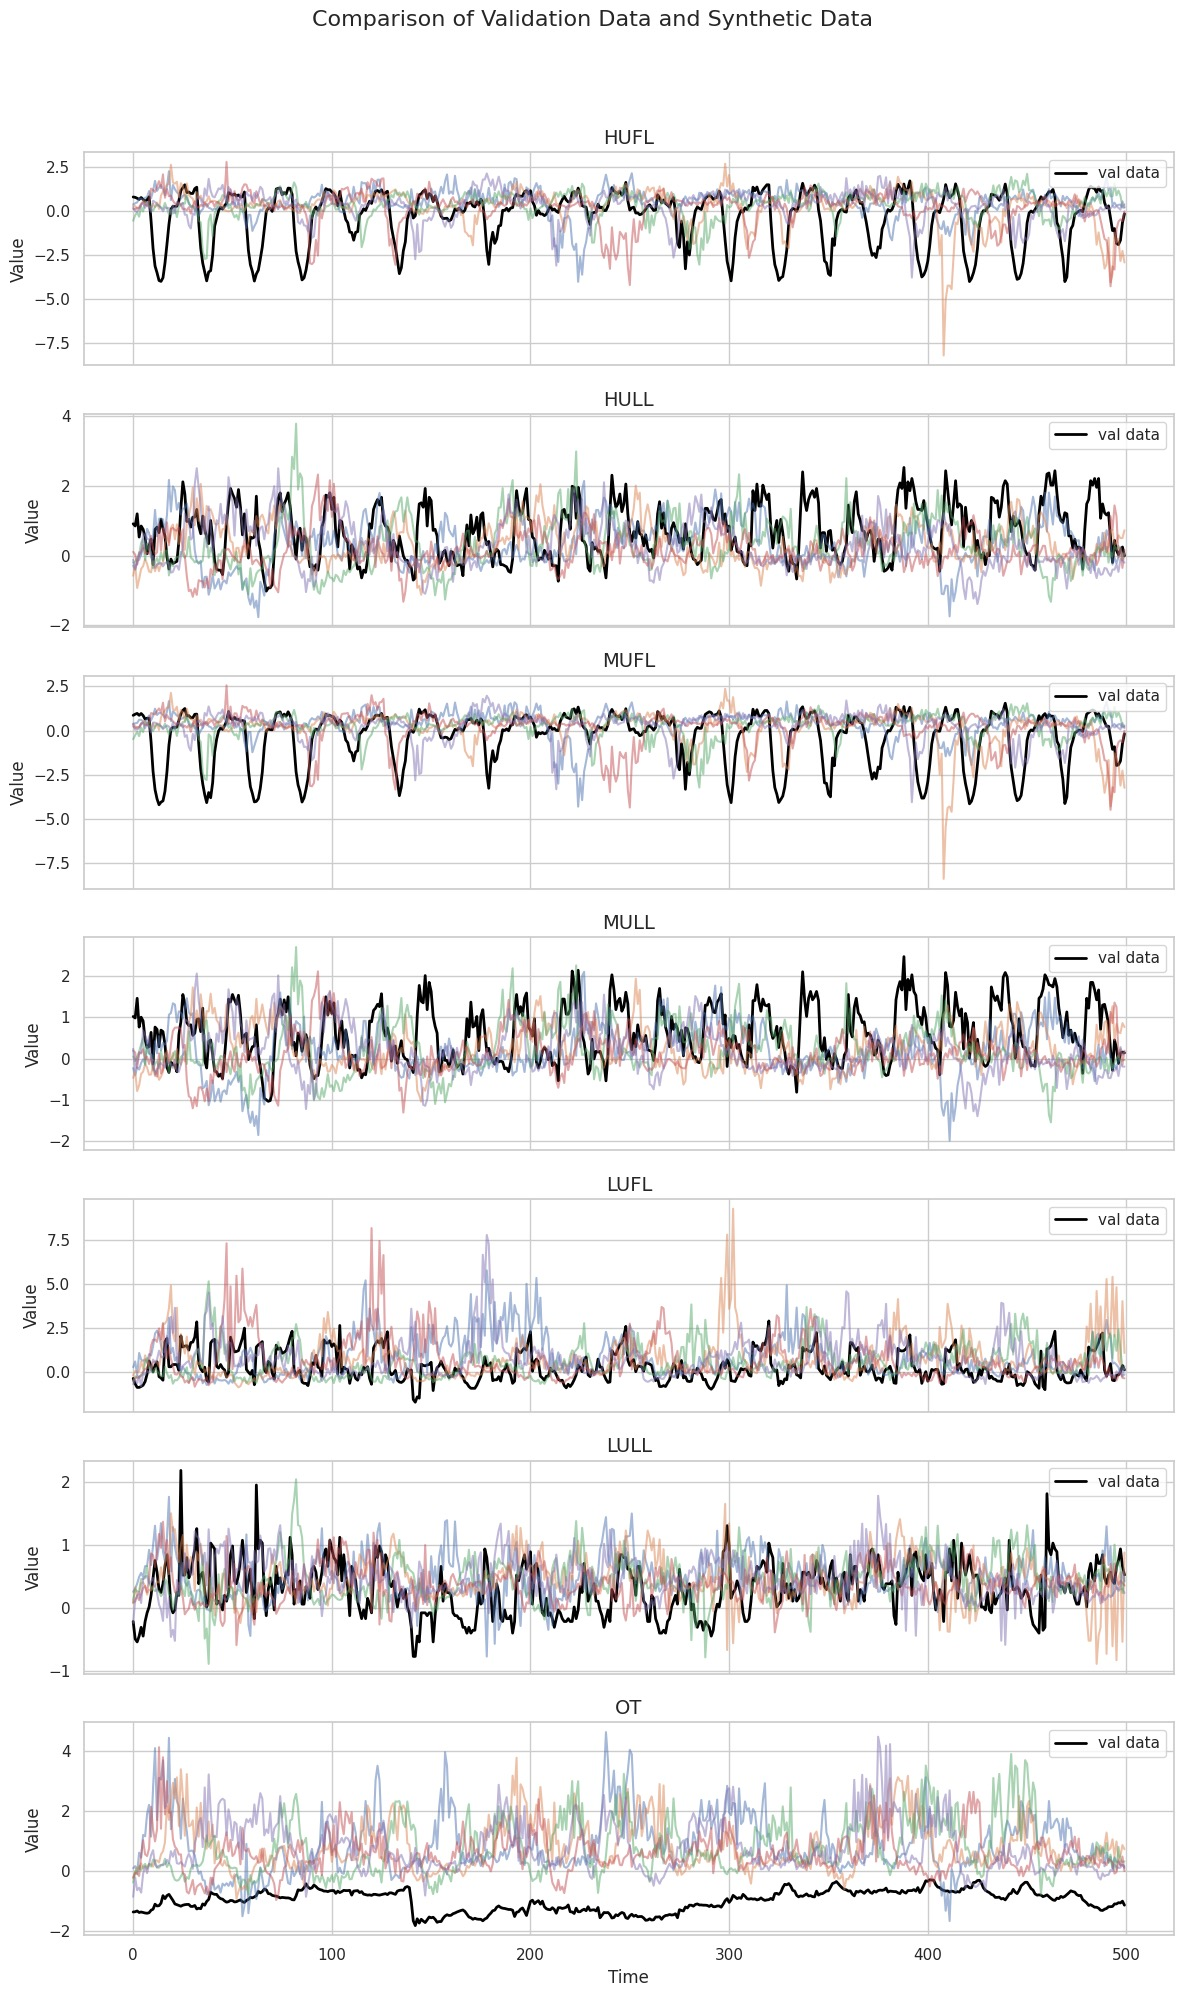 Comparison of Validation Data and Synthetic Data
HUFL
val data
Value
2.5
0.0
−2.5
−5.0
−7.5
HULL
val data
Value
4
2
0
−2
MUFL
val data
Value
2.5
0.0
−2.5
−5.0
−7.5
MULL
val data
Value
2
1
0
−1
−2
LUFL
val data
Value
7.5
5.0
2.5
0.0
LULL
val data
Value
2
1
0
−1
OT
val data
Value
4
2
0
−2
0 100 200 300 400 500
Time